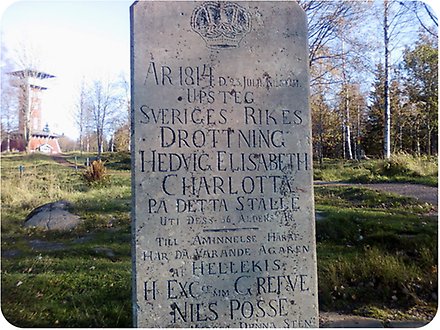 ÅR 1814
UPSTEG
SVERIGES RIKES
DROTTNING
HEDVIG ELISABETH
CHARLOTTA
PÅ DETTA STÄLLE
UTI DESS 56 ALDERS ÅR
TILL ÅMINNELSE HÄRAF
HAR DÅ VARANDE ÄGAREN
AF HELLEKIS
H. EXC. GREFVE
NILS POSSE
DENNA STEN